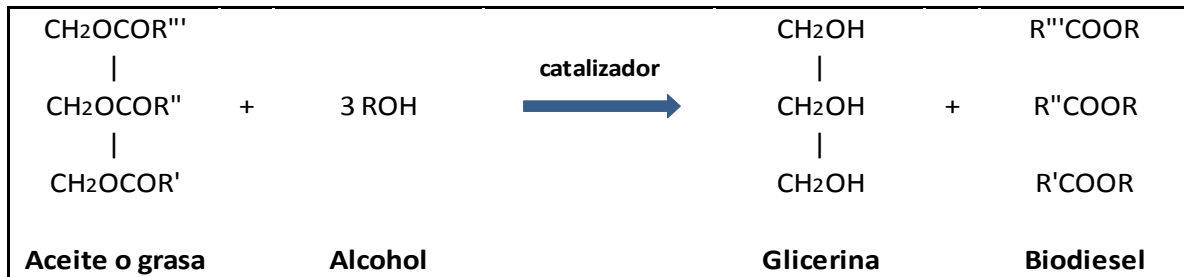 CH2OCOR"' CH2OH R"'COOR
| catalizador |
CH2OCOR" + 3 ROH CH2OH + R"COOR
| |
CH2OCOR' CH2OH R'COOR
Aceite o grasa Alcohol Glicerina Biodiesel